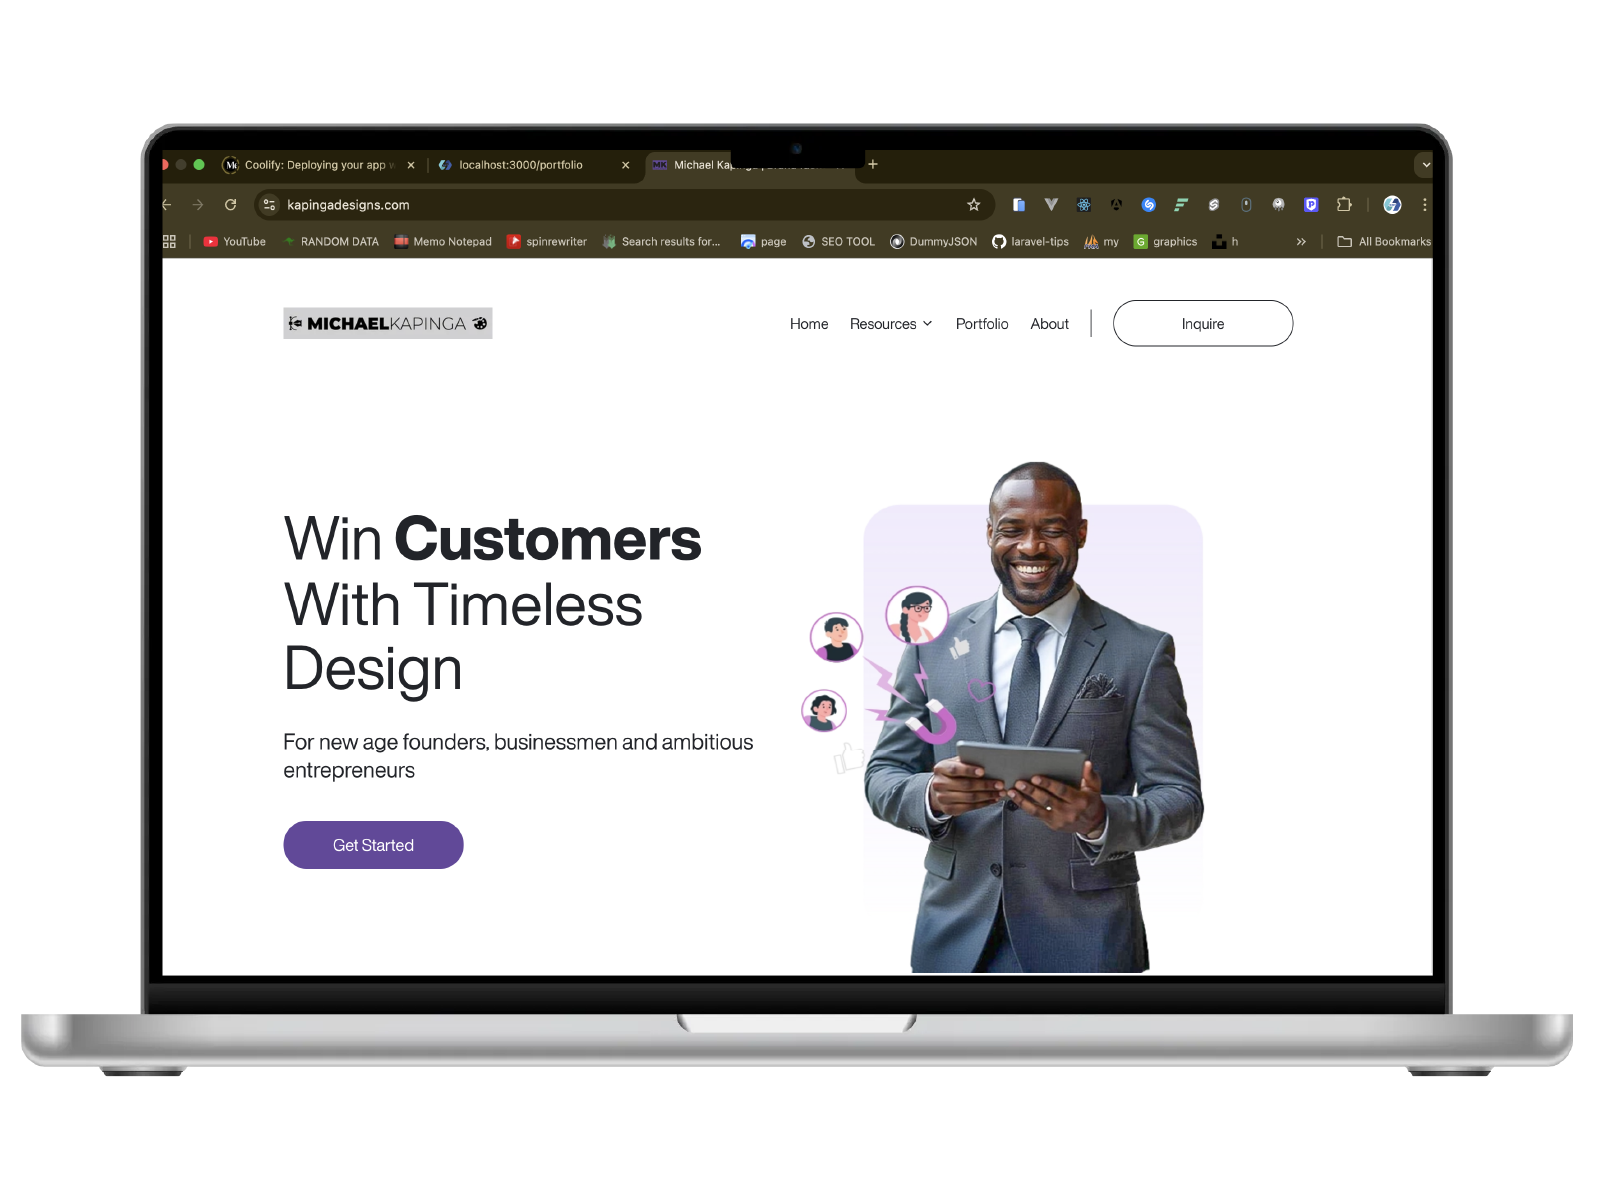 Coolify: Deploying your app
localhost:3000/portfolio
MK Michael
kapingadesigns.com
YouTube
RANDOM DATA
Memo Notepad
spinrewriter
Search results for...
page
SEO TOOL
DummyJSON
laravel-tips
my
G graphics
h
All Bookmarks
MICHAELKAPINGA
Home
Resources
Portfolio
About
Inquire
Win Customers
With Timeless
Design
For new age founders, businessmen and ambitious
entrepreneurs
Get Started